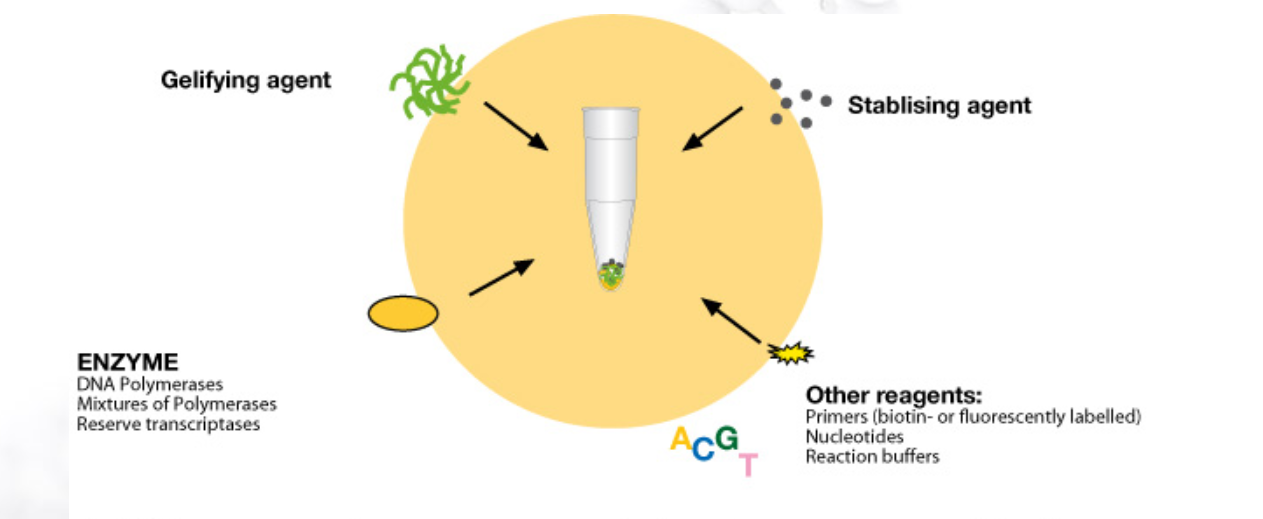 Gelifying agent
Stablising agent
ENZYME
DNA Polymerases
Mixtures of Polymerases
Reserve transcriptases
Other reagents:
Primers (biotin- or fluorescently labelled)
Nucleotides
Reaction buffers
ACGT